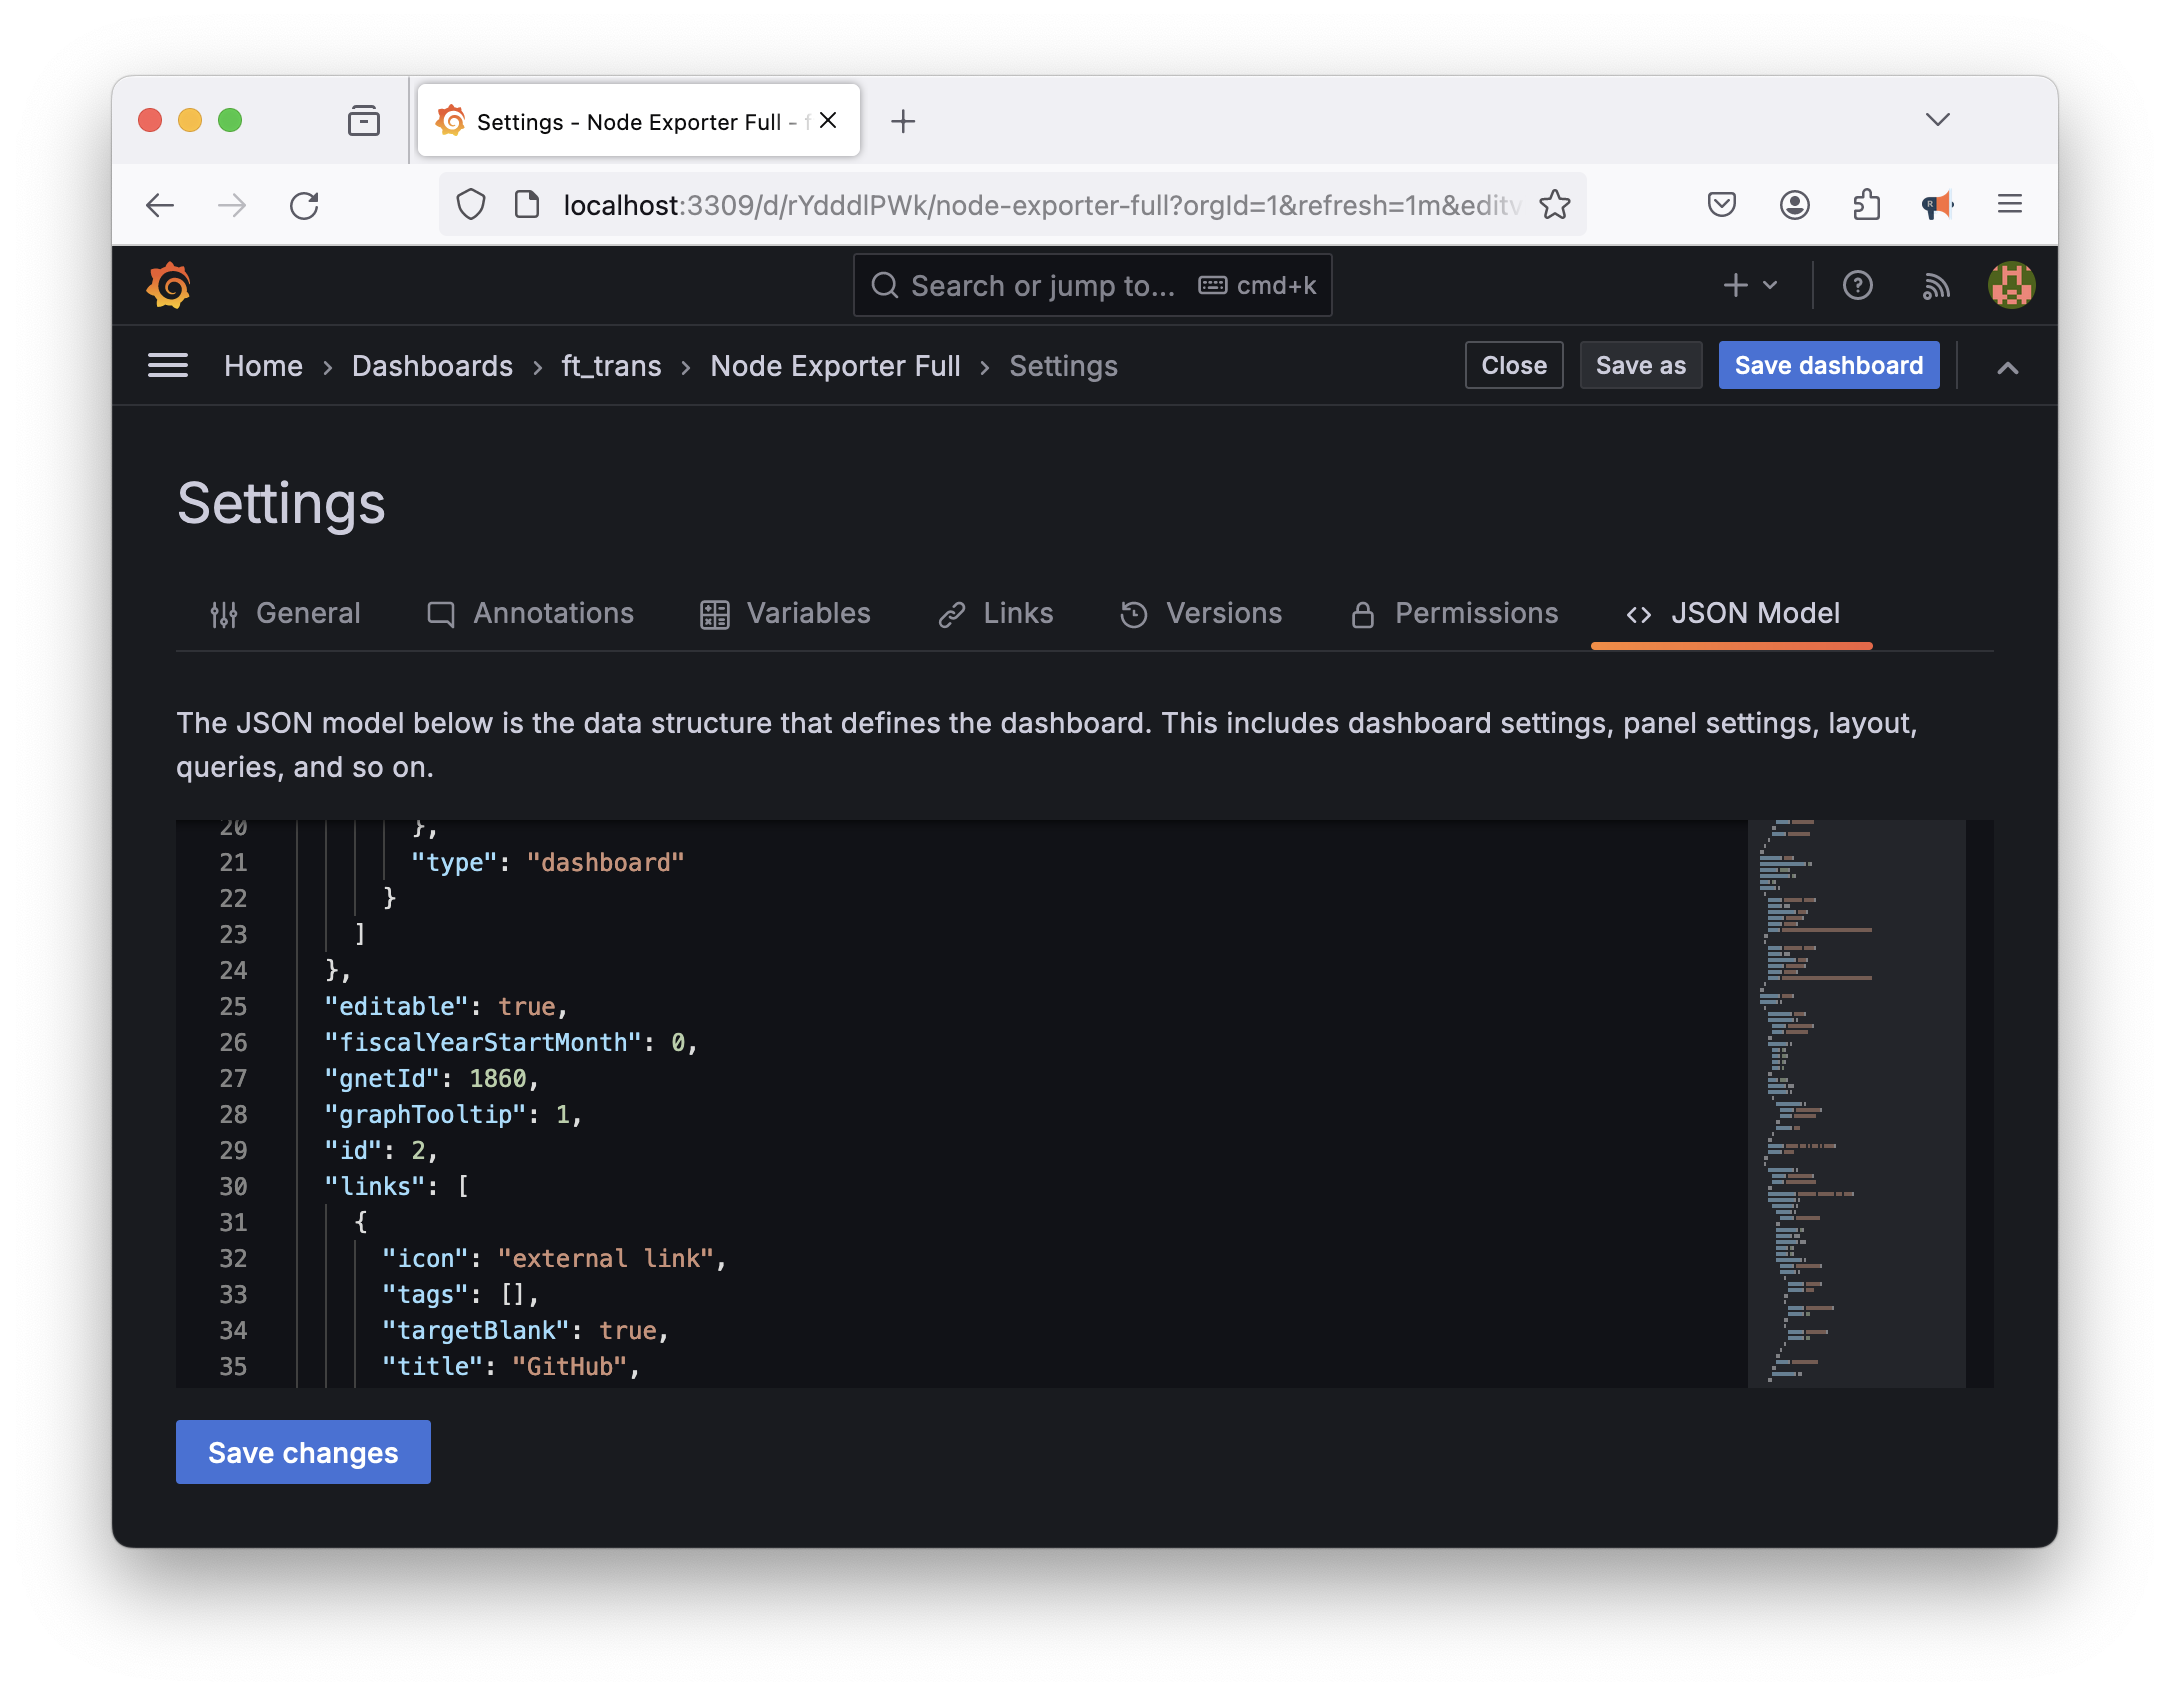 Settings - Node Exporter Full -
localhost:3309/d/rYdddlPWk/node-exporter-full?orgId=1&refresh=1m&editv
Search or jump to... cmd+k
Home › Dashboards › ft_trans › Node Exporter Full › Settings
Close Save as Save dashboard
Settings
General Annotations Variables Links Versions Permissions JSON Model
The JSON model below is the data structure that defines the dashboard. This includes dashboard settings, panel settings, layout,
queries, and so on.
20 },
21 "type": "dashboard"
22 }
23 ]
24 },
25 "editable": true,
26 "fiscalYearStartMonth": 0,
27 "gnetId": 1860,
28 "graphTooltip": 1,
29 "id": 2,
30 "links": [
31 {
32 "icon": "external link",
33 "tags": [],
34 "targetBlank": true,
35 "title": "GitHub",
Save changes